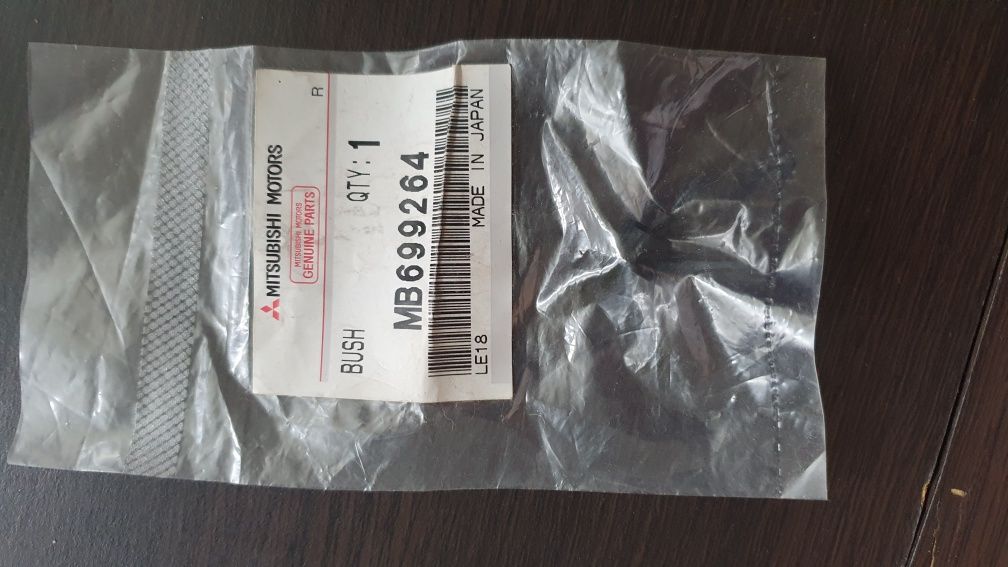 MITSUBISHI MOTORS
R
MITSUBISHI MOTORS
GENUINE PARTS
BUSH QTY: 1
MB699264
LE18 MADE IN JAPAN